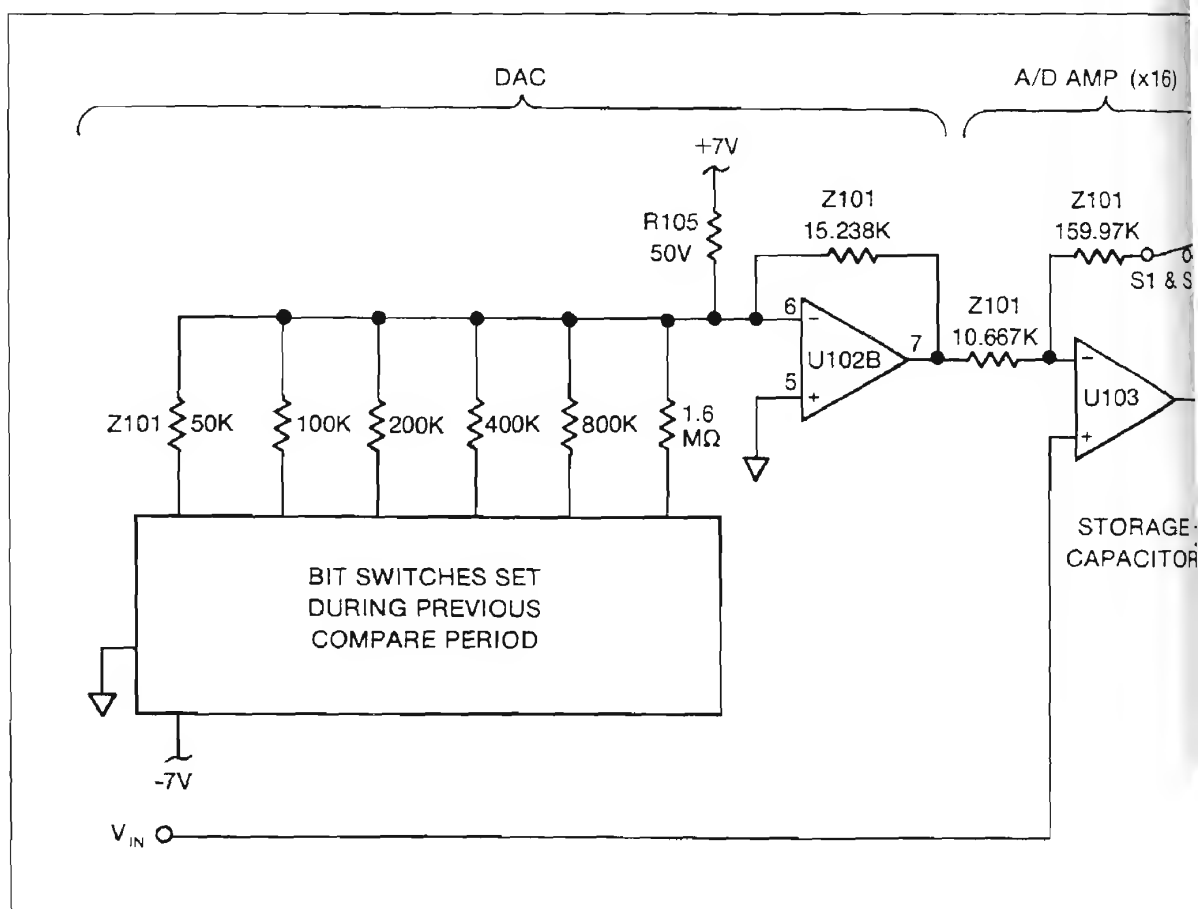 DAC
A/D AMP (x16)
+7V
R105
50V
Z101
15.238K
Z101
159.97K
S1 & S
Z101
10.667K
6
5
7
U102B
U103
-
+
-
+
Z101
50K
100K
200K
400K
800K
1.6
MΩ
BIT SWITCHES SET
DURING PREVIOUS
COMPARE PERIOD
STORAGE
CAPACITOR
-7V
VIN